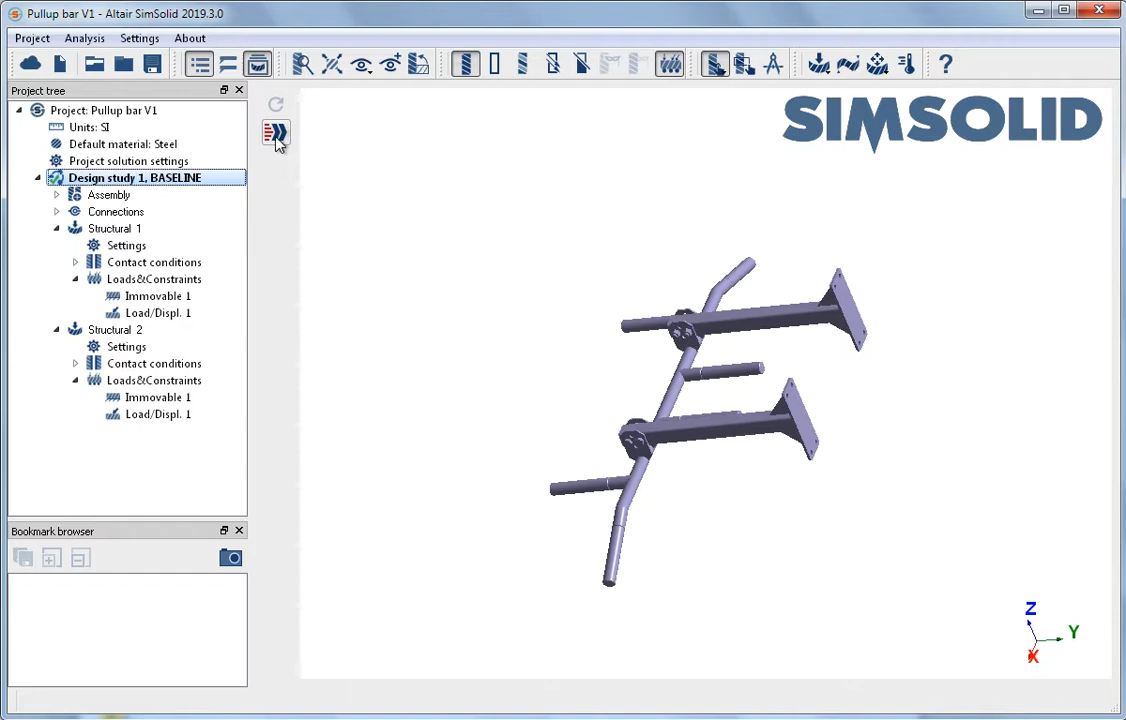 Pullup bar V1 - Altair SimSolid 2019.3.0
Project Analysis Settings About
Project tree
Project: Pullup bar V1
Units: SI
Default material: Steel
Project solution settings
Design study 1, BASELINE
Assembly
Connections
Structural 1
Settings
Contact conditions
Loads&Constraints
Immovable 1
Load/Displ. 1
Structural 2
Settings
Contact conditions
Loads&Constraints
Immovable 1
Load/Displ. 1
Bookmark browser
SIMSOLID
Z
Y
X